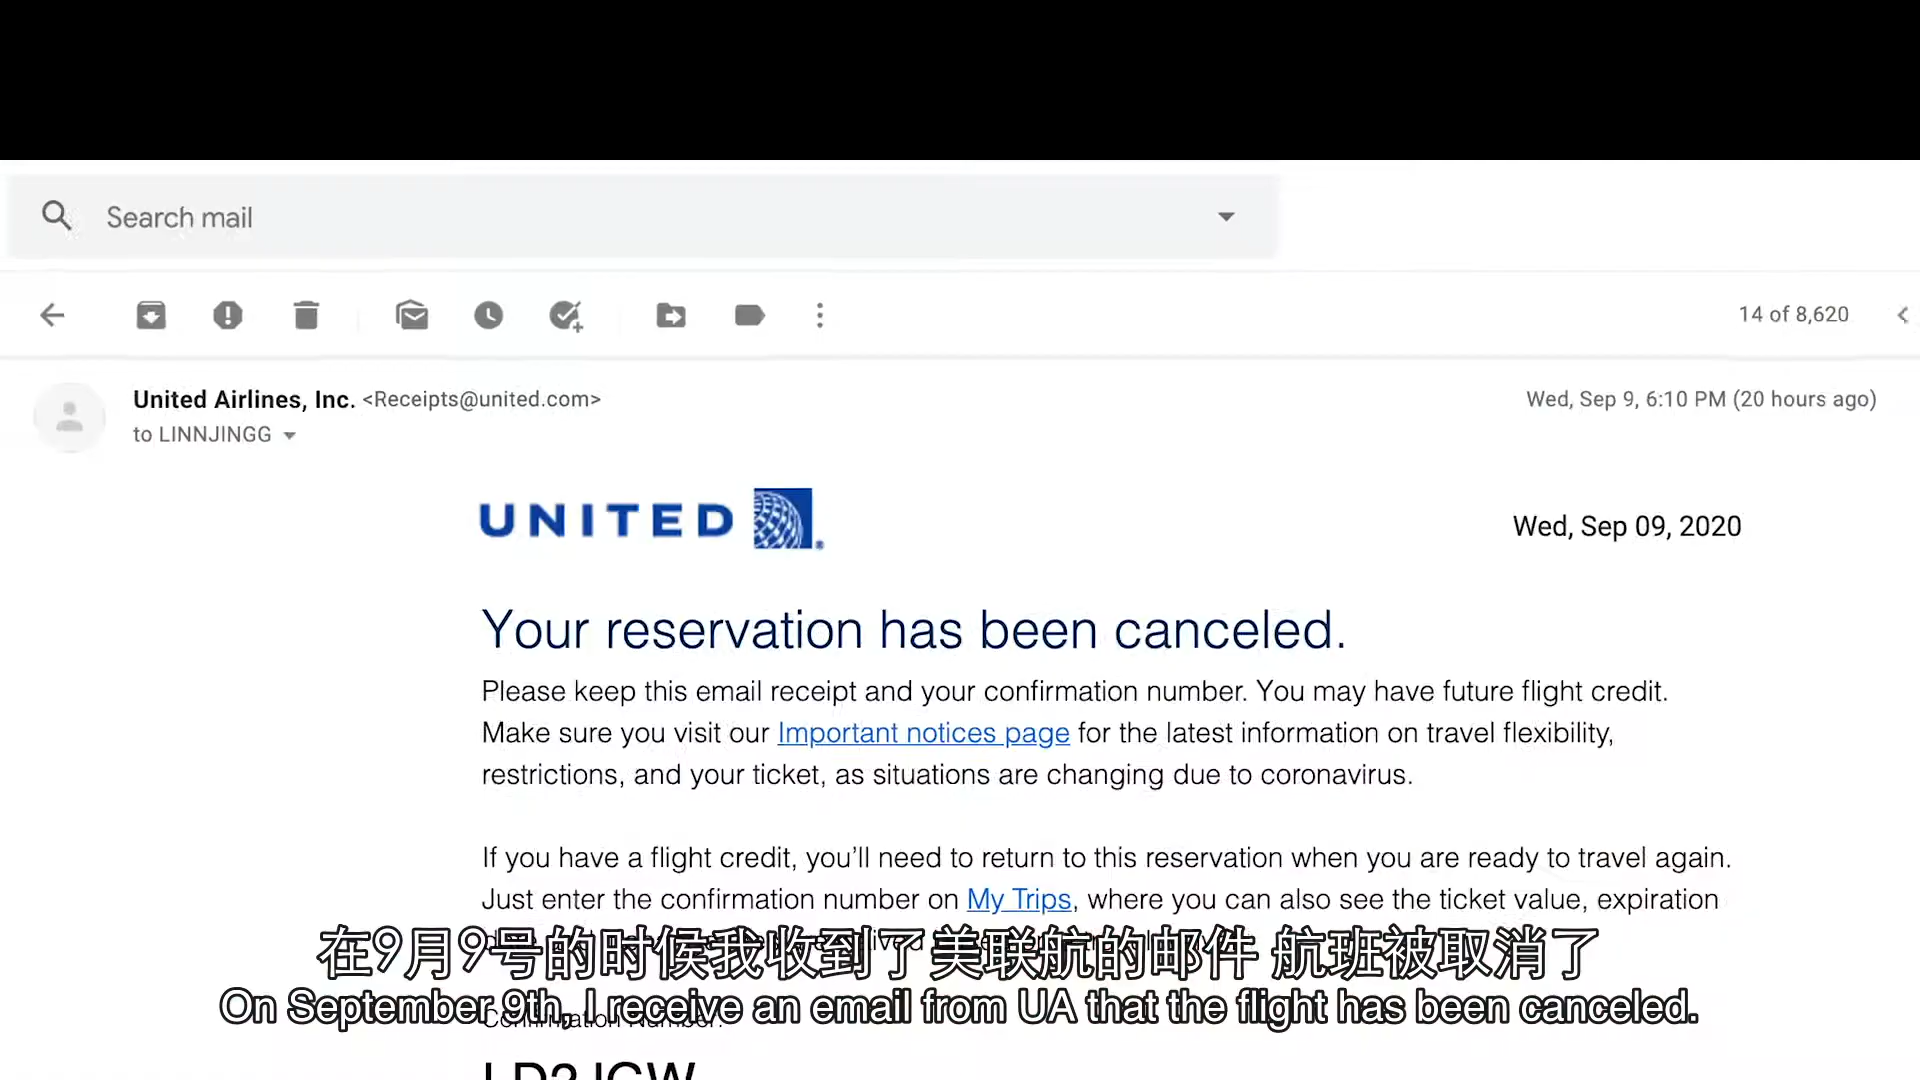 Search mail
14 of 8,620
United Airlines, Inc. <Receipts@united.com>
Wed, Sep 9, 6:10 PM (20 hours ago)
to LINNJINGG
UNITED
Wed, Sep 09, 2020
Your reservation has been canceled.
Please keep this email receipt and your confirmation number. You may have future flight credit.
Make sure you visit our Important notices page for the latest information on travel flexibility,
restrictions, and your ticket, as situations are changing due to coronavirus.
If you have a flight credit, you'll need to return to this reservation when you are ready to travel again.
Just enter the confirmation number on My Trips, where you can also see the ticket value, expiration
在9月9号的时候我收到了美联航的邮件 航班被取消了
On September 9th, I receive an email from UA that the flight has been canceled.
Confirmation Number: